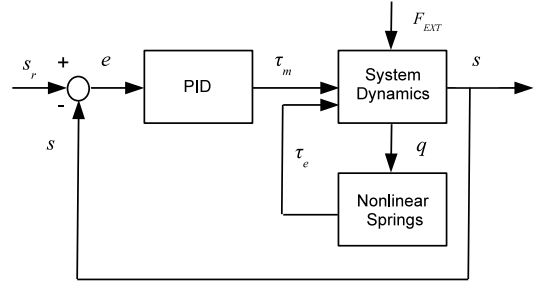 F_EXT
s_r
+
e
PID
τ_m
System
Dynamics
s
-
s
τ_e
q
Nonlinear
Springs